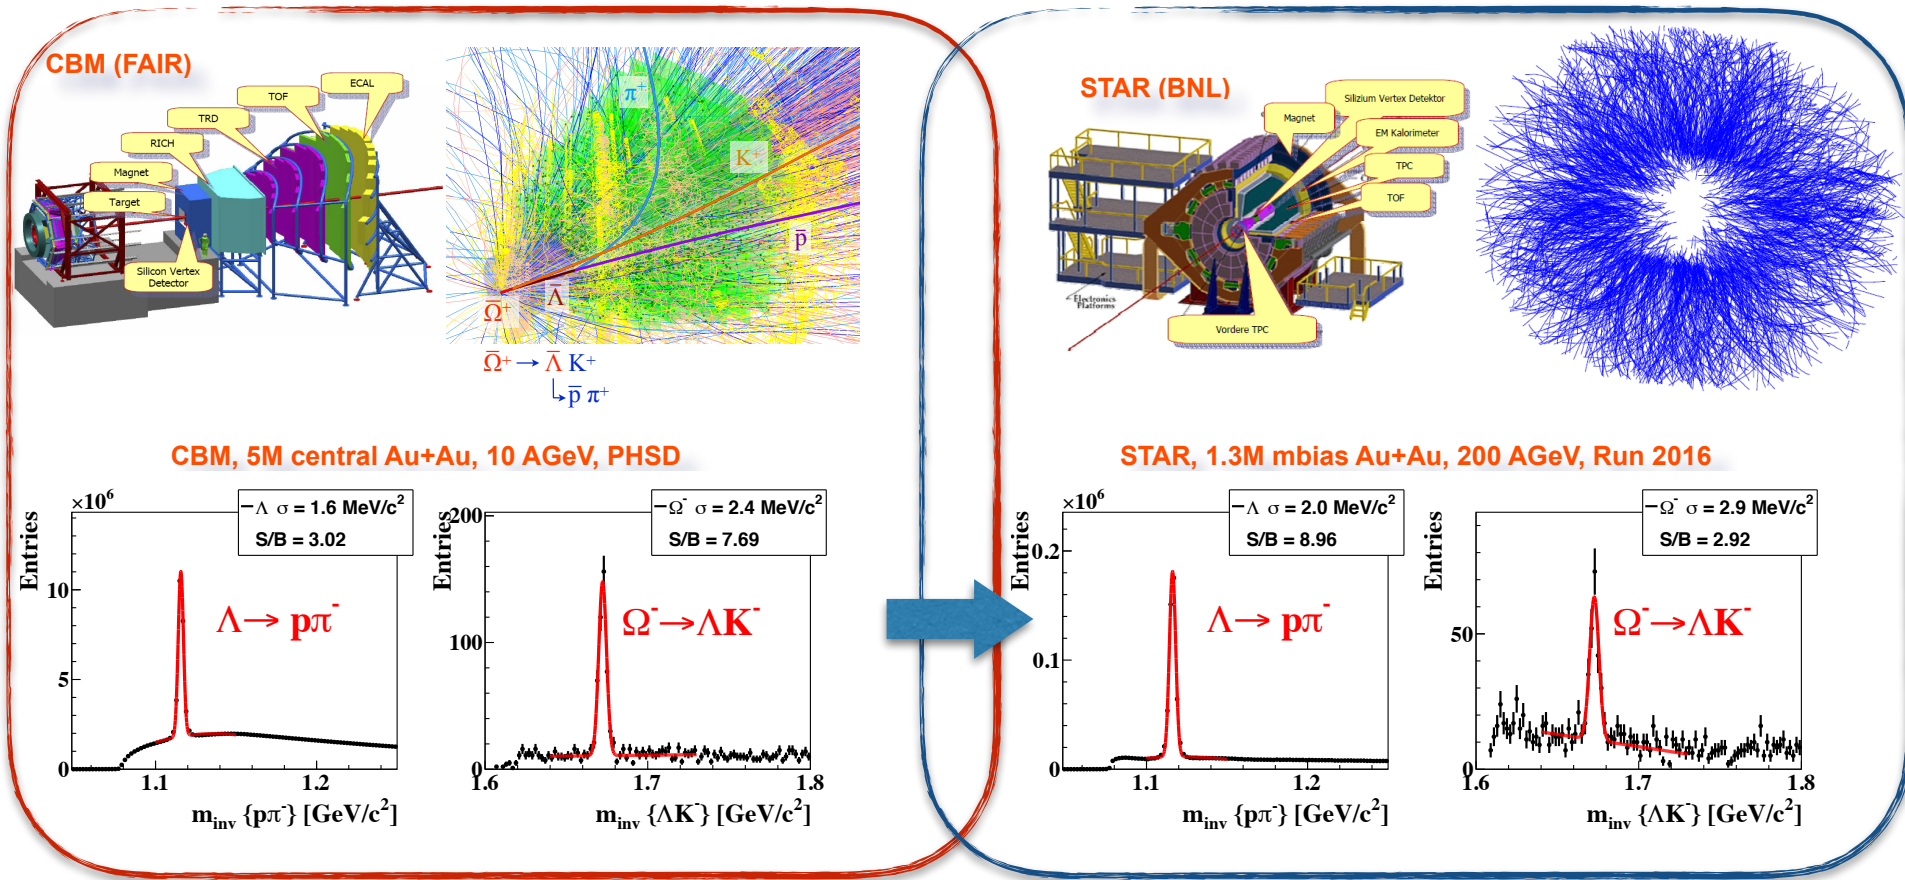 CBM (FAIR)
ECAL
TOF
TRD
RICH
Magnet
Target
Silicon Vertex
Detector
π⁺
K⁺
p̅
Λ̅
Ω̅⁺
Ω̅⁺ → Λ̅ K⁺
↳ p̅ π⁺
CBM, 5M central Au+Au, 10 AGeV, PHSD
×10⁶
Entries
Λ σ = 1.6 MeV/c²
S/B = 3.02
Λ → pπ⁻
10
5
0
1.1
1.2
m_inv {pπ⁻} [GeV/c²]
Entries
Ω⁻ σ = 2.4 MeV/c²
S/B = 7.69
Ω⁻ → ΛK⁻
200
100
0
1.6
1.7
1.8
m_inv {ΛK⁻} [GeV/c²]
STAR (BNL)
Silizium Vertex Detektor
Magnet
EM Kalorimeter
TPC
TOF
Electronics
Platforms
Vordere TPC
STAR, 1.3M mbias Au+Au, 200 AGeV, Run 2016
×10⁶
Entries
Λ σ = 2.0 MeV/c²
S/B = 8.96
Λ → pπ⁻
0.2
0.1
0
1.1
1.2
m_inv {pπ⁻} [GeV/c²]
Entries
Ω⁻ σ = 2.9 MeV/c²
S/B = 2.92
Ω⁻ → ΛK⁻
50
0
1.6
1.7
1.8
m_inv {ΛK⁻} [GeV/c²]